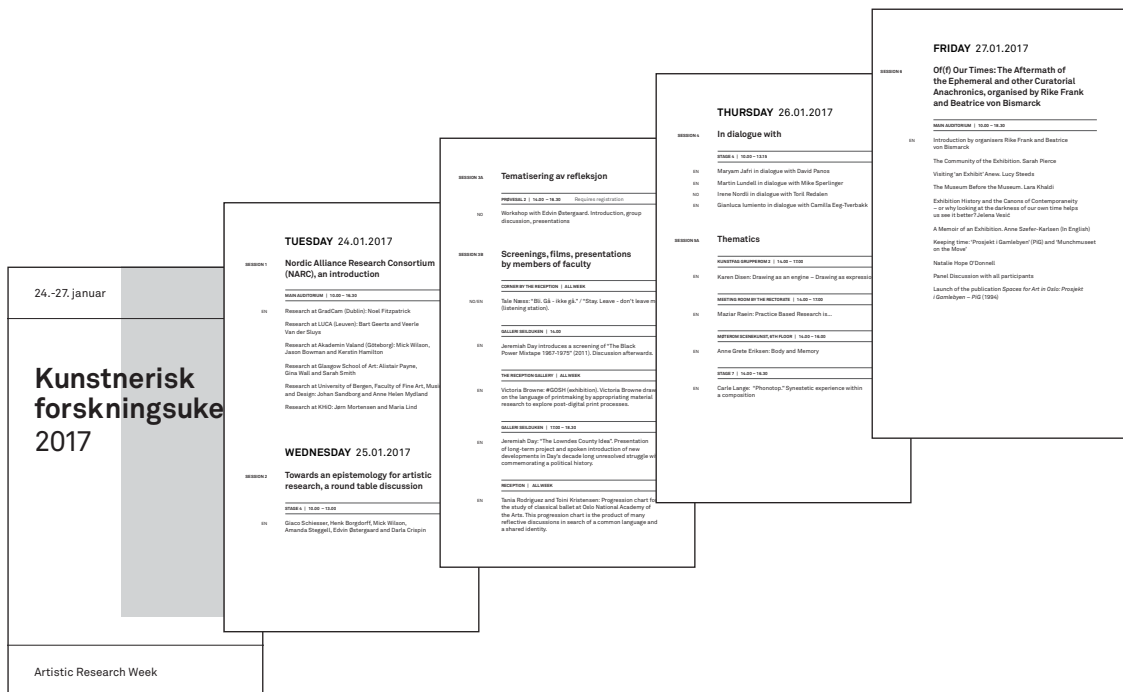 24.-27. januar
Kunstnerisk
forskningsuke
2017
Artistic Research Week
TUESDAY 24.01.2017
SESSION 1
Nordic Alliance Research Consortium
(NARC), an introduction
MAIN AUDITORIUM | 10.00 – 16.30
EN
Research at GradCam (Dublin): Noel Fitzpatrick
Research at LUCA (Leuven): Bart Geerts and Veerle
Van der Sluys
Research at Akademin Valand (Göteborg): Mick Wilson,
Jason Bowman and Kerstin Hamilton
Research at Glasgow School of Art: Alistair Payne,
Gina Wall and Sarah Smith
Research at University of Bergen, Faculty of Fine Art, Musi
and Design: Johan Sandborg and Anne Helen Mydland
Research at KHiO: Jørn Mortensen and Maria Lind
WEDNESDAY 25.01.2017
SESSION 2
Towards an epistemology for artistic
research, a round table discussion
STAGE 4 | 10.00 – 13.00
EN
Giaco Schiesser, Henk Borgdorff, Mick Wilson,
Amanda Steggell, Edvin Østergaard and Darla Crispin
SESSION 3A
Tematisering av refleksjon
PRØVESAL 2 | 14.00 – 16.30 Requires registration
NO
Workshop with Edvin Østergaard. Introduction, group
discussion, presentations
SESSION 3B
Screenings, films, presentations
by members of faculty
CORNER BY THE RECEPTION | ALL WEEK
NO/EN
Tale Næss: "Bli. Gå - ikke gå." / "Stay. Leave - don't leave m
(listening station).
GALLERI SEILDUKEN | 14.00
EN
Jeremiah Day introduces a screening of "The Black
Power Mixtape 1967-1975" (2011). Discussion afterwards.
THE RECEPTION GALLERY | ALL WEEK
EN
Victoria Browne: #GDSH (exhibition). Victoria Browne draw
on the language of printmaking by appropriating material
research to explore post-digital print processes.
GALLERI SEILDUKEN | 17.00 – 18.30
EN
Jeremiah Day: "The Lowndes County Idea". Presentation
of long-term project and spoken introduction of new
developments in Day's decade long unresolved struggle wi
commemorating a political history.
RECEPTION | ALL WEEK
EN
Tania Rodriguez and Toini Kristensen: Progression chart fo
the study of classical ballet at Oslo National Academy of
the Arts. This progression chart is the product of many
reflective discussions in search of a common language and
a shared identity.
THURSDAY 26.01.2017
SESSION 4
In dialogue with
STAGE 4 | 10.00 – 13.15
EN Maryam Jafri in dialogue with David Panos
EN Martin Lundell in dialogue with Mike Sperlinger
NO Irene Nordli in dialogue with Toril Redalen
EN Gianluca Iumiento in dialogue with Camilla Eeg-Tverbakk
SESSION 5A
Thematics
KUNSTFAG GRUPPEROM 2 | 14.00 – 17.00
EN
Karen Disen: Drawing as an engine – Drawing as expressio
MEETING ROOM BY THE RECTORATE | 14.00 – 17.00
EN
Maziar Raein: Practice Based Research is...
MØTEROM SCENEKUNST, 6TH FLOOR | 14.00 – 16.30
EN
Anne Grete Eriksen: Body and Memory
STAGE 7 | 14.00 – 16.30
EN
Carle Lange: "Phonotop." Synestetic experience within
a composition
FRIDAY 27.01.2017
SESSION 6
Of(f) Our Times: The Aftermath of
the Ephemeral and other Curatorial
Anachronics, organised by Rike Frank
and Beatrice von Bismarck
MAIN AUDITORIUM | 10.00 – 16.30
EN
Introduction by organisers Rike Frank and Beatrice
von Bismarck
The Community of the Exhibition. Sarah Pierce
Visiting 'an Exhibit' Anew. Lucy Steeds
The Museum Before the Museum. Lara Khaldi
Exhibition History and the Canons of Contemporaneity
– or why looking at the darkness of our own time helps
us see it better? Jelena Vesić
A Memoir of an Exhibition. Anne Szefer-Karlsen (In English)
Keeping time: 'Prosjekt i Gamlebyen' (PiG) and 'Munchmuseet
on the Move'
Natalie Hope O'Donnell
Panel Discussion with all participants
Launch of the publication Spaces for Art in Oslo: Prosjekt
i Gamlebyen – PiG (1994)